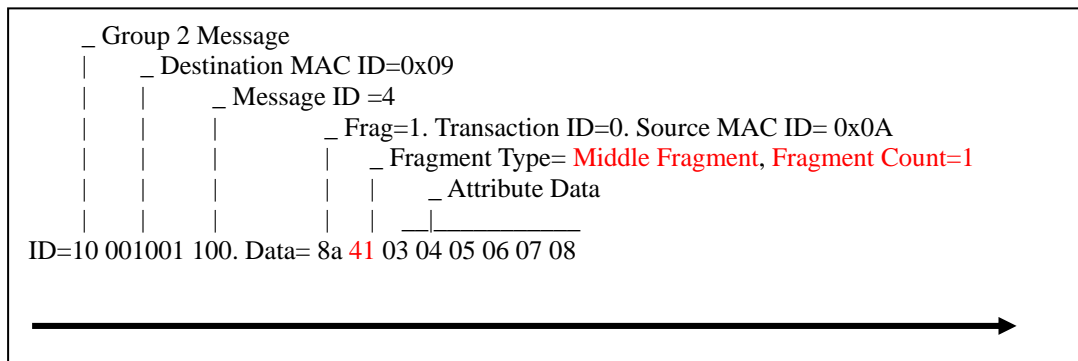 _ Group 2 Message
| _ Destination MAC ID=0x09
| | _ Message ID =4
| | | _ Frag=1. Transaction ID=0. Source MAC ID= 0x0A
| | | | _ Fragment Type= Middle Fragment, Fragment Count=1
| | | | | _ Attribute Data
| | | | | __|___________
ID=10 001001 100. Data= 8a 41 03 04 05 06 07 08